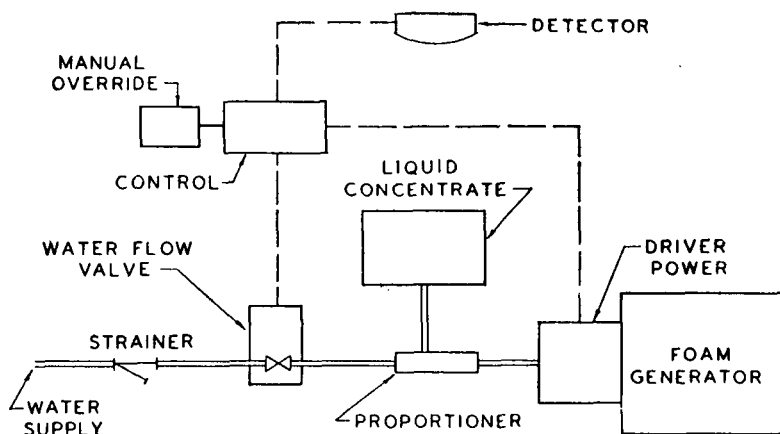 DETECTOR
MANUAL
OVERRIDE
CONTROL
LIQUID
CONCENTRATE
WATER FLOW
VALVE
DRIVER
POWER
STRAINER
FOAM
GENERATOR
WATER
SUPPLY
PROPORTIONER